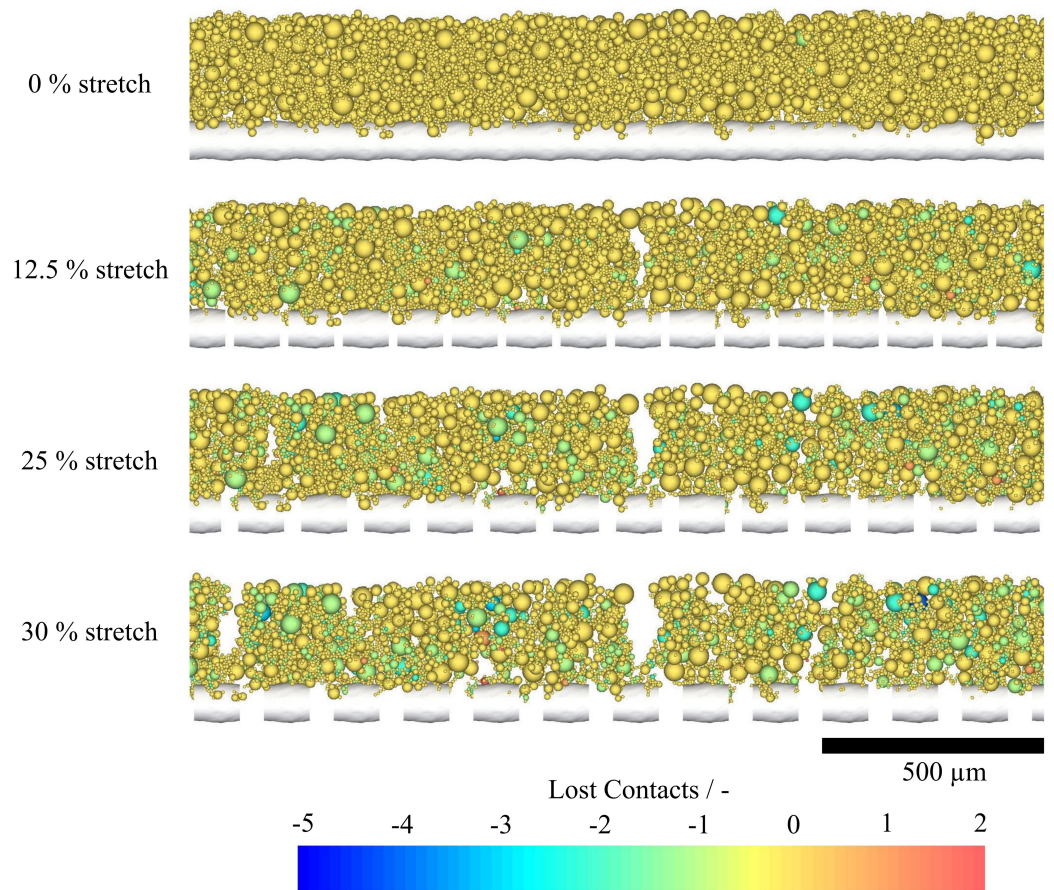 0 % stretch
12.5 % stretch
25 % stretch
30 % stretch
500 µm
Lost Contacts / -
-5 -4 -3 -2 -1 0 1 2